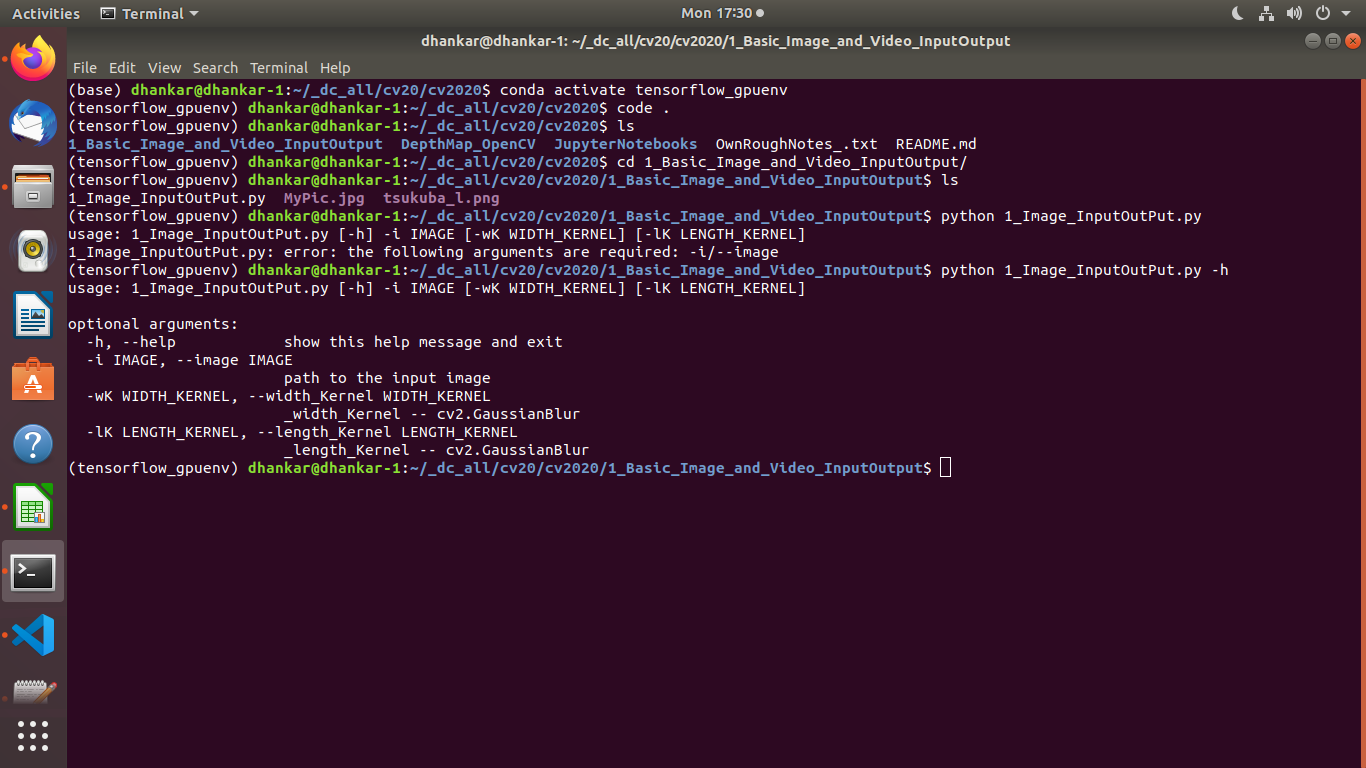 Activities Terminal Mon 17:30
dhankar@dhankar-1: ~/_dc_all/cv20/cv2020/1_Basic_Image_and_Video_InputOutput
File Edit View Search Terminal Help
(base) dhankar@dhankar-1:~/_dc_all/cv20/cv2020$ conda activate tensorflow_gpuenv
(tensorflow_gpuenv) dhankar@dhankar-1:~/_dc_all/cv20/cv2020$ code .
(tensorflow_gpuenv) dhankar@dhankar-1:~/_dc_all/cv20/cv2020$ ls
1_Basic_Image_and_Video_InputOutput  DepthMap_OpenCV  JupyterNotebooks  OwnRoughNotes_.txt  README.md
(tensorflow_gpuenv) dhankar@dhankar-1:~/_dc_all/cv20/cv2020$ cd 1_Basic_Image_and_Video_InputOutput/
(tensorflow_gpuenv) dhankar@dhankar-1:~/_dc_all/cv20/cv2020/1_Basic_Image_and_Video_InputOutput$ ls
1_Image_InputOutPut.py  MyPic.jpg  tsukuba_l.png
(tensorflow_gpuenv) dhankar@dhankar-1:~/_dc_all/cv20/cv2020/1_Basic_Image_and_Video_InputOutput$ python 1_Image_InputOutPut.py
usage: 1_Image_InputOutPut.py [-h] -i IMAGE [-wK WIDTH_KERNEL] [-lK LENGTH_KERNEL]
1_Image_InputOutPut.py: error: the following arguments are required: -i/--image
(tensorflow_gpuenv) dhankar@dhankar-1:~/_dc_all/cv20/cv2020/1_Basic_Image_and_Video_InputOutput$ python 1_Image_InputOutPut.py -h
usage: 1_Image_InputOutPut.py [-h] -i IMAGE [-wK WIDTH_KERNEL] [-lK LENGTH_KERNEL]
optional arguments:
  -h, --help            show this help message and exit
  -i IMAGE, --image IMAGE
                        path to the input image
  -wK WIDTH_KERNEL, --width_Kernel WIDTH_KERNEL
                        _width_Kernel -- cv2.GaussianBlur
  -lK LENGTH_KERNEL, --length_Kernel LENGTH_KERNEL
                        _length_Kernel -- cv2.GaussianBlur
(tensorflow_gpuenv) dhankar@dhankar-1:~/_dc_all/cv20/cv2020/1_Basic_Image_and_Video_InputOutput$